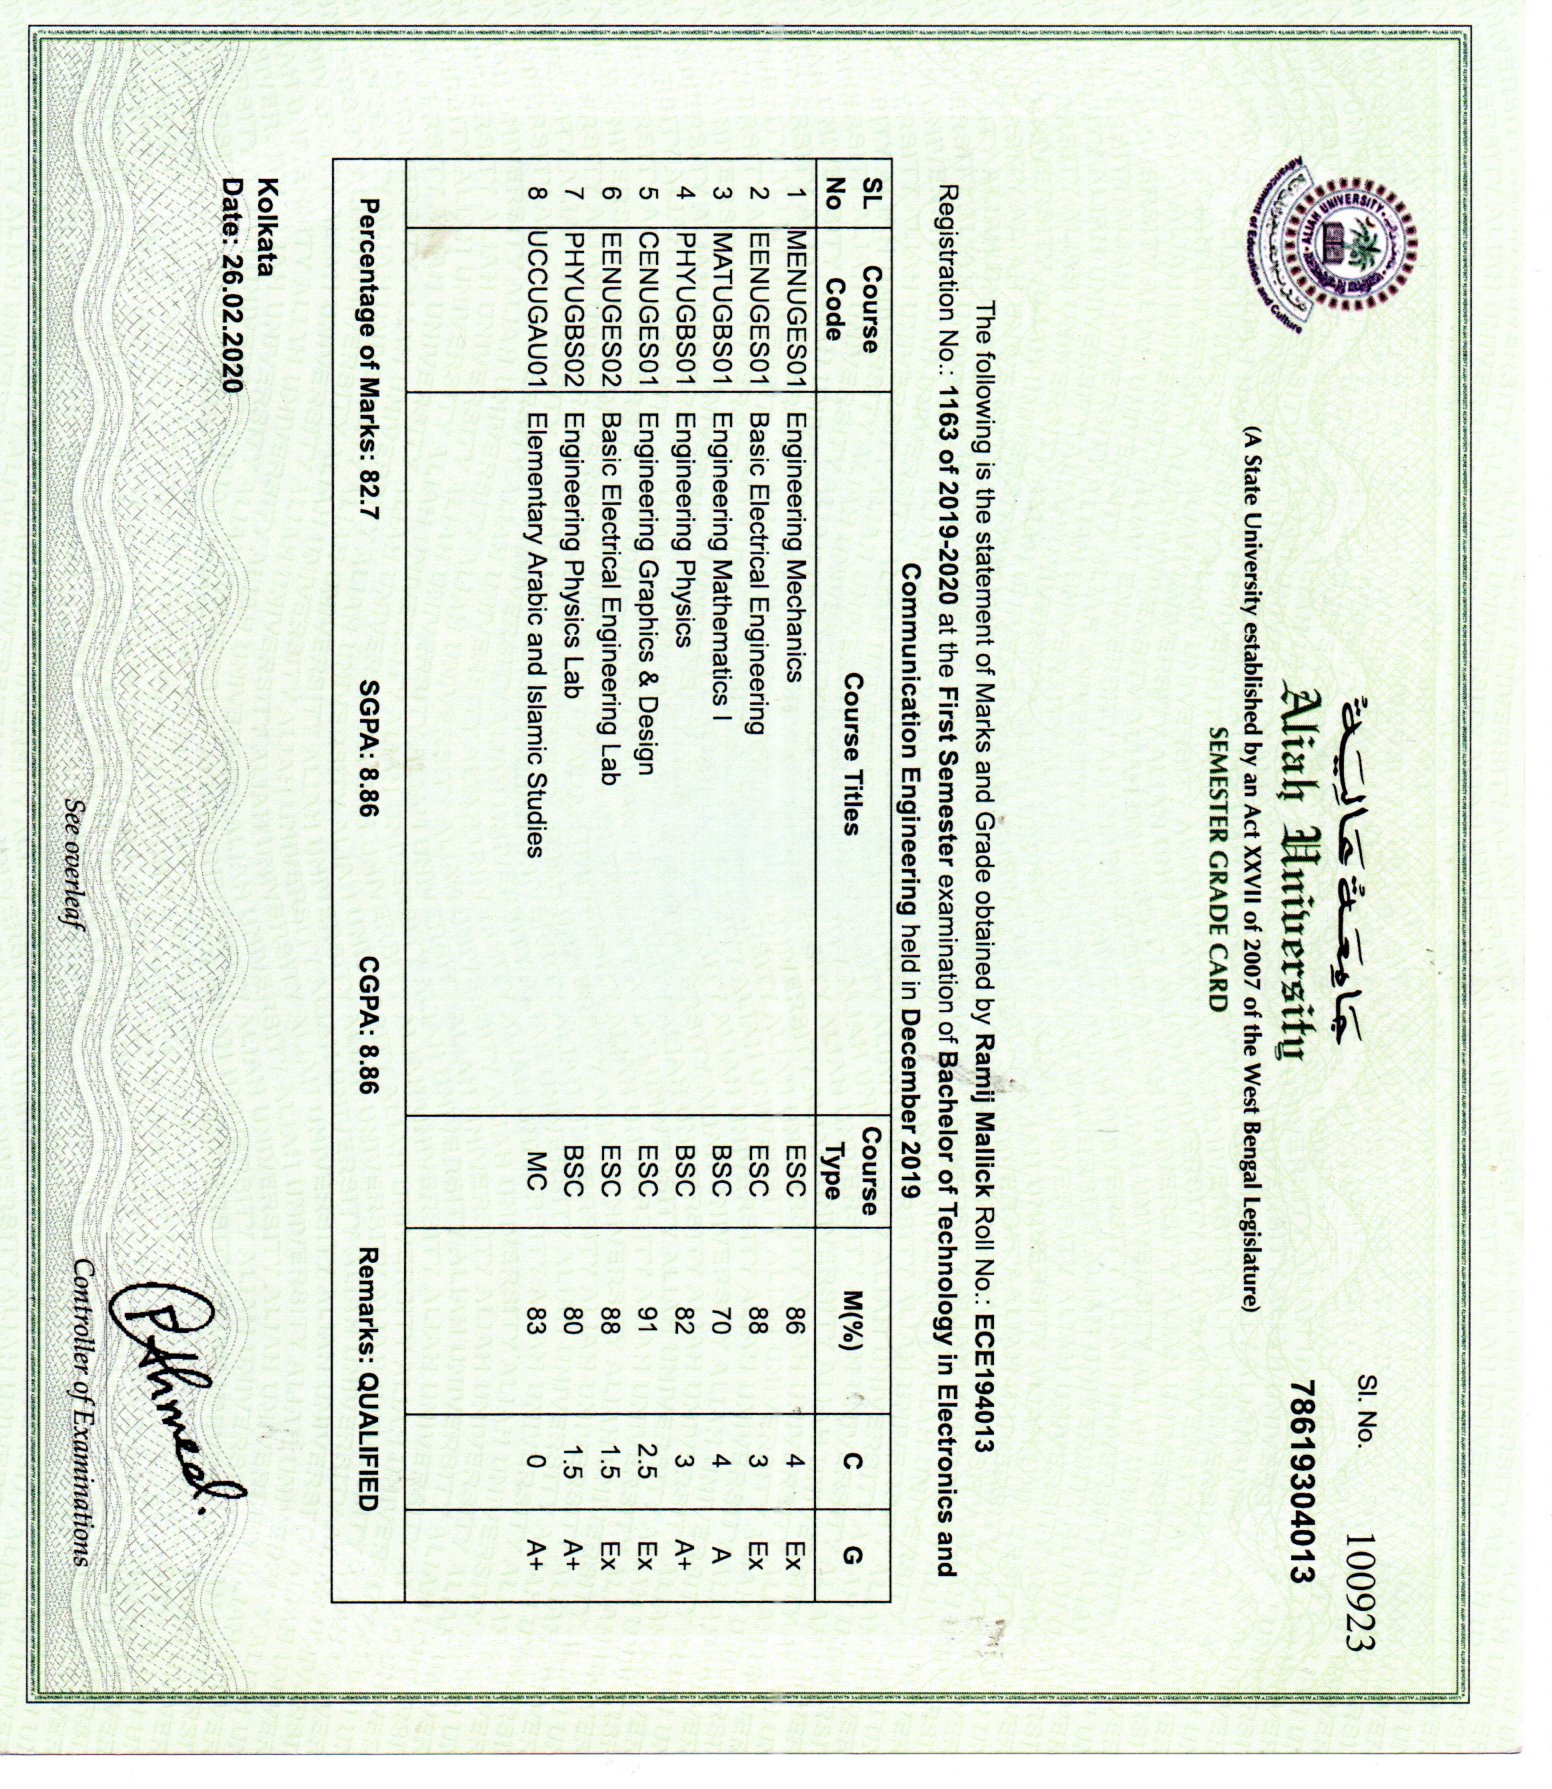 Sl. No. 100923
78619304013
جامعة عالية
Aliah University
(A State University established by an Act XXVII of 2007 of the West Bengal Legislature)
SEMESTER GRADE CARD
ALIAH UNIVERSITY
Advancement of Education and Culture
The following is the statement of Marks and Grade obtained by Ramij Mallick Roll No.: ECE194013
Registration No.: 1163 of 2019-2020 at the First Semester examination of Bachelor of Technology in Electronics and
Communication Engineering held in December 2019
SL No Course Code Course Titles Course Type M(%) C G
1 MENUGES01 Engineering Mechanics ESC 86 4 Ex
2 EENUGES01 Basic Electrical Engineering ESC 88 3 Ex
3 MATUGBS01 Engineering Mathematics I BSC 70 4 A
4 PHYUGBS01 Engineering Physics BSC 82 3 A+
5 CENUGES01 Engineering Graphics & Design ESC 91 2.5 Ex
6 EENUGES02 Basic Electrical Engineering Lab ESC 88 1.5 Ex
7 PHYUGBS02 Engineering Physics Lab BSC 80 1.5 A+
8 UCCUGAU01 Elementary Arabic and Islamic Studies MC 83 0 A+
Percentage of Marks: 82.7 SGPA: 8.86 CGPA: 8.86 Remarks: QUALIFIED
Kolkata
Date: 26.02.2020
PAhmed.
See overleaf
Controller of Examinations